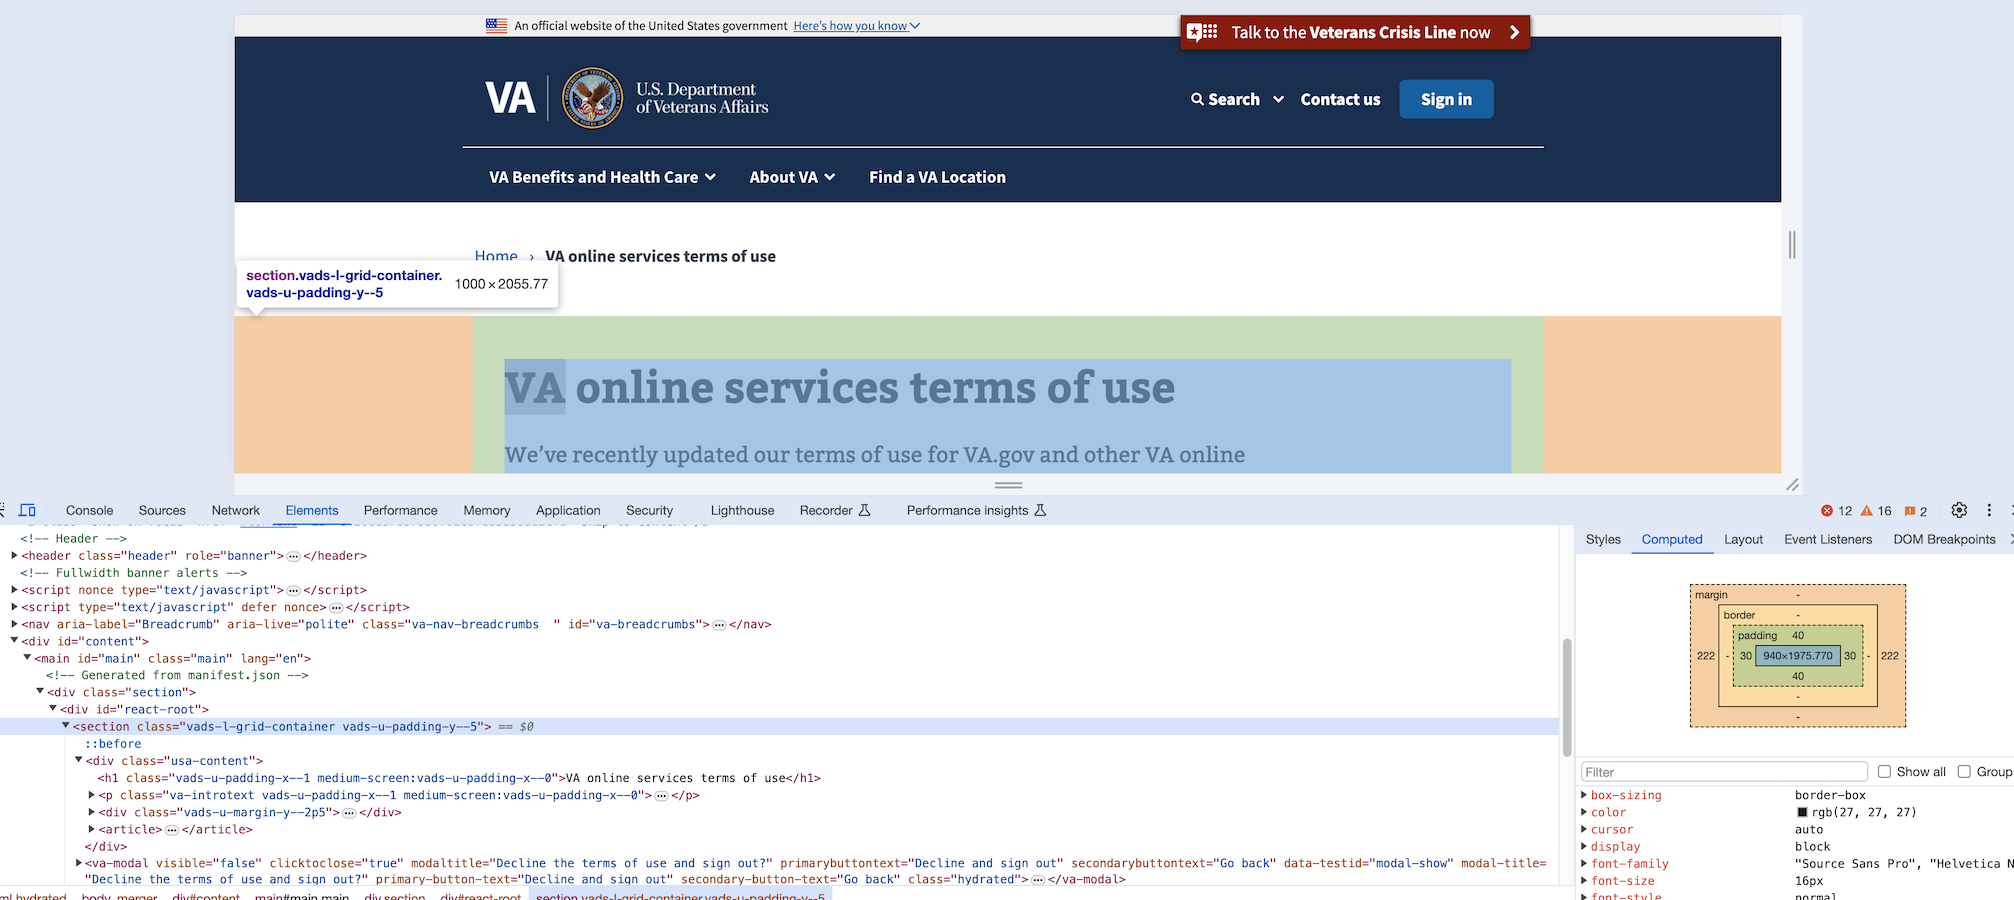 An official website of the United States government Here's how you know
Talk to the Veterans Crisis Line now
VA
U.S. Department
of Veterans Affairs
Search
Contact us
Sign in
VA Benefits and Health Care
About VA
Find a VA Location
Home › VA online services terms of use
section.vads-l-grid-container.
vads-u-padding-y--5
1000 × 2055.77
VA online services terms of use
We've recently updated our terms of use for VA.gov and other VA online
Console Sources Network Elements Performance Memory Application Security Lighthouse Recorder Performance insights
12 16 2
<!-- Header -->
<header class="header" role="banner">…</header>
<!-- Fullwidth banner alerts -->
<script nonce type="text/javascript">…</script>
<script type="text/javascript" defer nonce>…</script>
<nav aria-label="Breadcrumb" aria-live="polite" class="va-nav-breadcrumbs  " id="va-breadcrumbs">…</nav>
<div id="content">
<main id="main" class="main" lang="en">
<!-- Generated from manifest.json -->
<div class="section">
<div id="react-root">
<section class="vads-l-grid-container vads-u-padding-y--5"> == $0
::before
<div class="usa-content">
<h1 class="vads-u-padding-x--1 medium-screen:vads-u-padding-x--0">VA online services terms of use</h1>
<p class="va-introtext vads-u-padding-x--1 medium-screen:vads-u-padding-x--0">…</p>
<div class="vads-u-margin-y--2p5">…</div>
<article>…</article>
</div>
<va-modal visible="false" clicktoclose="true" modaltitle="Decline the terms of use and sign out?" primarybuttontext="Decline and sign out" secondarybuttontext="Go back" data-testid="modal-show" modal-title=
"Decline the terms of use and sign out?" primary-button-text="Decline and sign out" secondary-button-text="Go back" class="hydrated">…</va-modal>
ml.hydrated body.merger div#content main#main.main div.section div#react-root section.vads-l-grid-container.vads-u-padding-y--5
Styles Computed Layout Event Listeners DOM Breakpoints
margin -
border -
padding 40
222 - 30 940×1975.770 30 - 222
40
-
-
Filter
Show all
Group
box-sizing border-box
color rgb(27, 27, 27)
cursor auto
display block
font-family "Source Sans Pro", "Helvetica N
font-size 16px
font-style normal